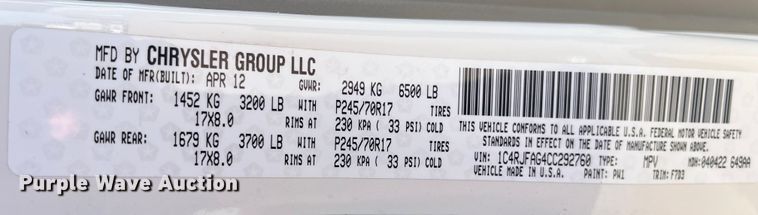 MFD BY CHRYSLER GROUP LLC
DATE OF MFR(BUILT): APR 12 GVWR: 2949 KG 6500 LB
GAWR FRONT: 1452 KG 3200 LB WITH P245/70R17 TIRES
17X8.0 RIMS AT 230 KPA ( 33 PSI) COLD
GAWR REAR: 1679 KG 3700 LB WITH P245/70R17 TIRES
17X8.0 RIMS AT 230 KPA ( 33 PSI) COLD
THIS VEHICLE CONFORMS TO ALL APPLICABLE U.S.A. FEDERAL MOTOR VEHICLE SAFETY
STANDARDS IN EFFECT ON THE DATE OF MANUFACTURE SHOWN ABOVE.
VIN: 1C4RJFAG4CC292760 TYPE: MPV MDH: 040422 649AA
VEHICLE MADE IN U.S.A. PAINT: PW1 TRIM: F7D3
Purple Wave Auction